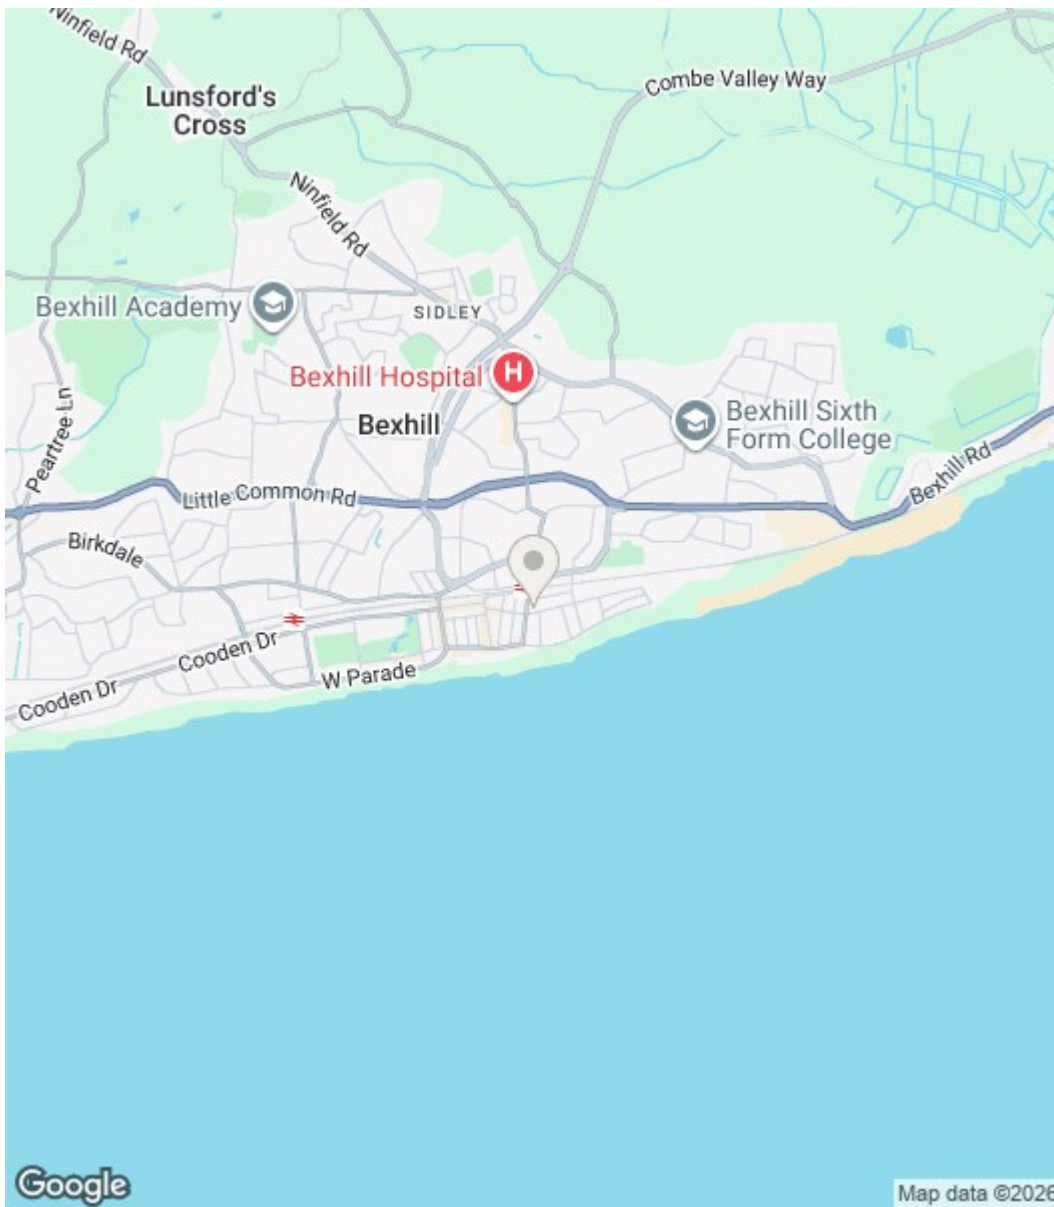 Ninfield Rd
Combe Valley Way
Lunsford's
Cross
Ninfield Rd
Bexhill Academy
SIDLEY
Bexhill Hospital
H
Bexhill
Bexhill Sixth
Form College
Peartree Ln
Bexhill Rd
Little Common Rd
Birkdale
Cooden Dr
W Parade
Cooden Dr
Google
Map data ©2026